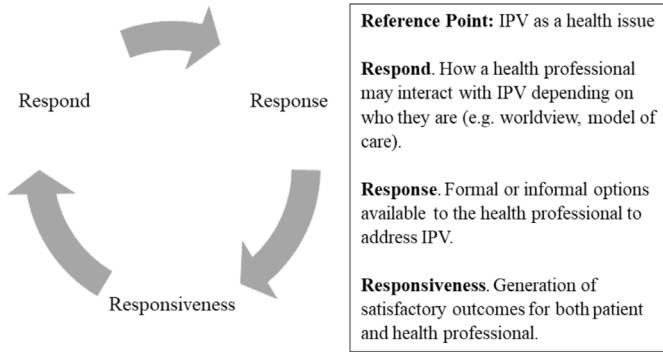 Respond
Response
Responsiveness
Reference Point: IPV as a health issue
Respond. How a health professional
may interact with IPV depending on
who they are (e.g. worldview, model of
care).
Response. Formal or informal options
available to the health professional to
address IPV.
Responsiveness. Generation of
satisfactory outcomes for both patient
and health professional.